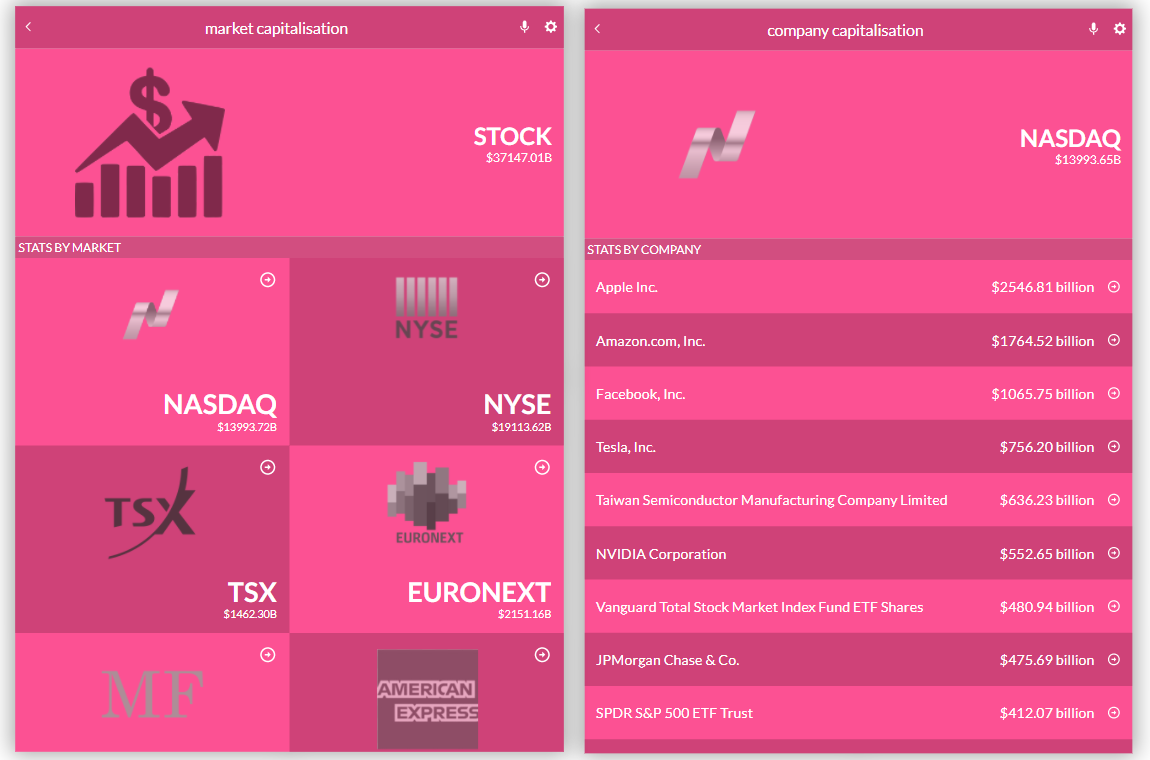 market capitalisation
$
STOCK
$37147.01B
STATS BY MARKET
NASDAQ
$13993.72B
NYSE
NYSE
$19113.62B
TSX
TSX
$1462.30B
EURONEXT
EURONEXT
$2151.16B
MF
AMERICAN
EXPRESS
company capitalisation
NASDAQ
$13993.65B
STATS BY COMPANY
Apple Inc. $2546.81 billion
Amazon.com, Inc. $1764.52 billion
Facebook, Inc. $1065.75 billion
Tesla, Inc. $756.20 billion
Taiwan Semiconductor Manufacturing Company Limited $636.23 billion
NVIDIA Corporation $552.65 billion
Vanguard Total Stock Market Index Fund ETF Shares $480.94 billion
JPMorgan Chase & Co. $475.69 billion
SPDR S&P 500 ETF Trust $412.07 billion